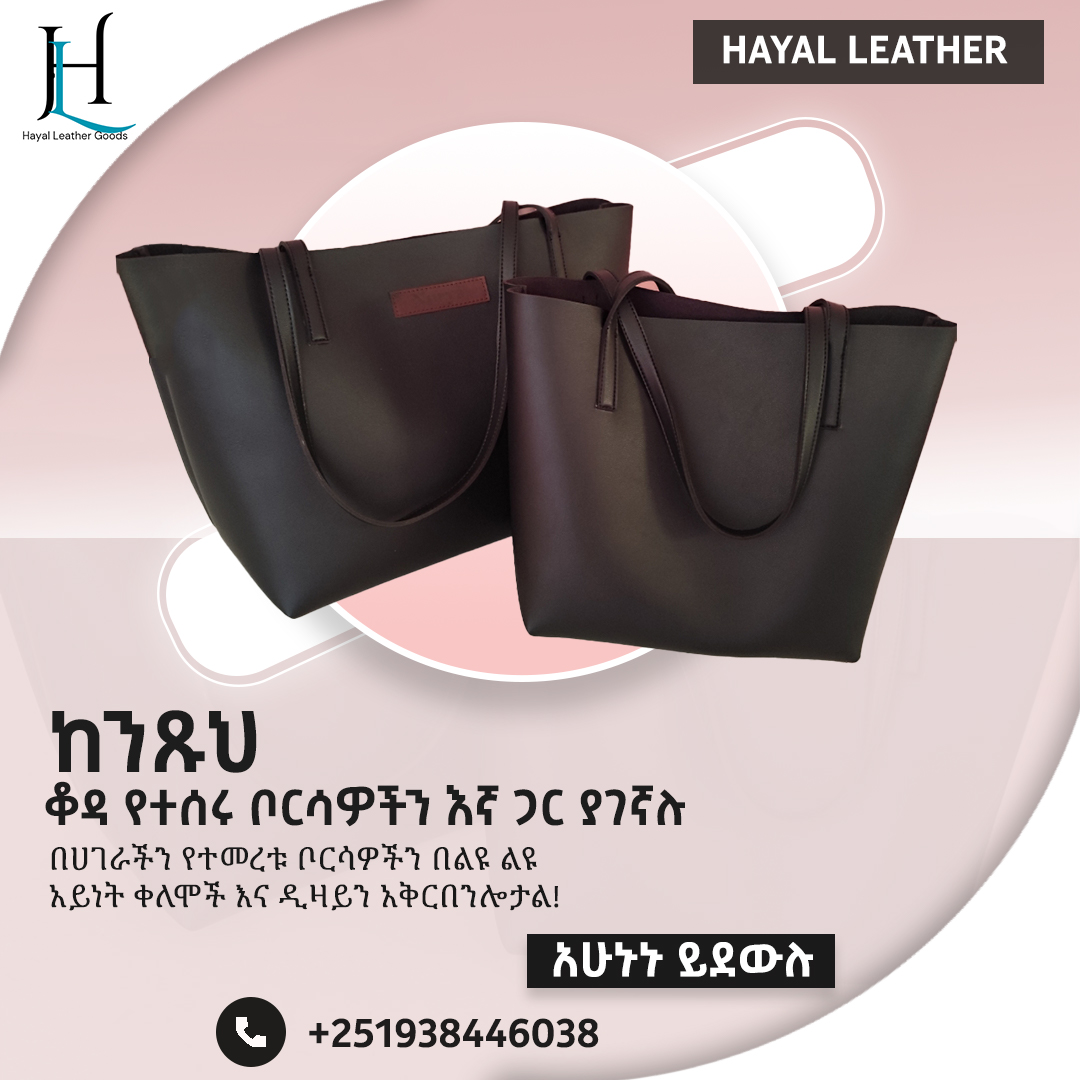 HL
Hayal Leather Goods
HAYAL LEATHER
ከንጹህ
ቆዳ የተሰሩ ቦርሳዎችን እኛ ጋር ያገኛሉ
በሀገራችን የተመረቱ ቦርሳዎችን በልዩ ልዩ
አይነት ቀለሞች እና ዲዛይን አቅርበንሎታል!
አሁኑኑ ይደውሉ
+251938446038